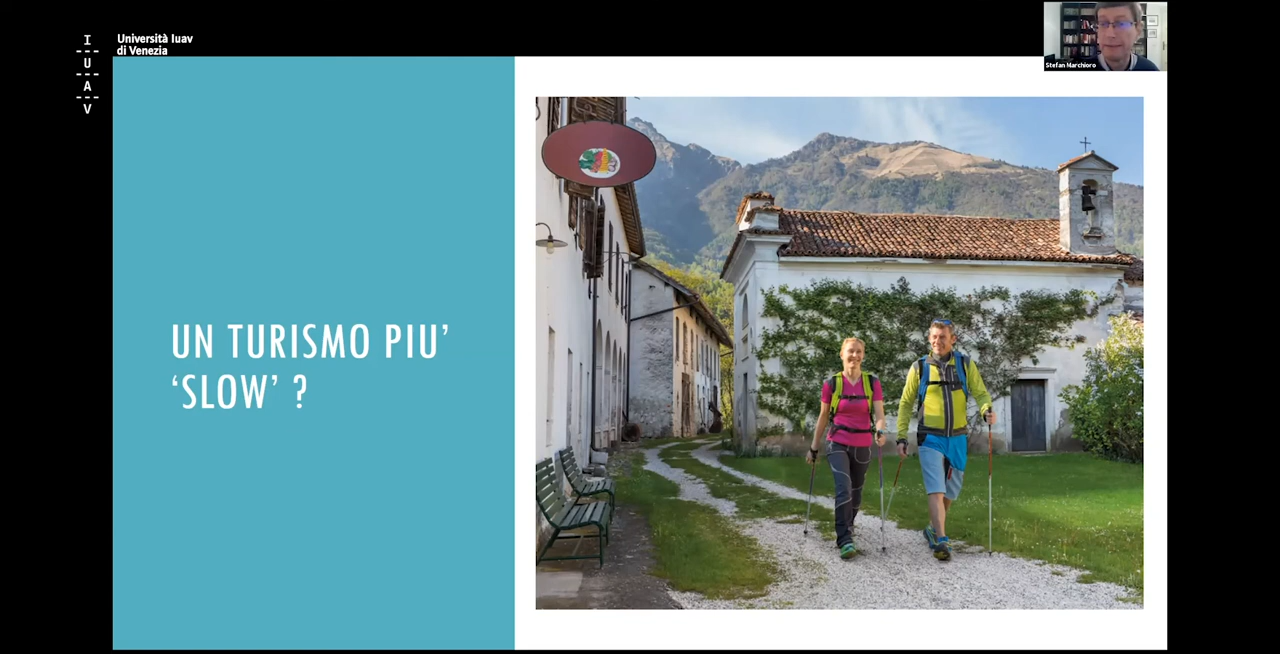 I
U
A
V
Università Iuav
di Venezia
Stefan Marchioro
UN TURISMO PIU’
‘SLOW’ ?